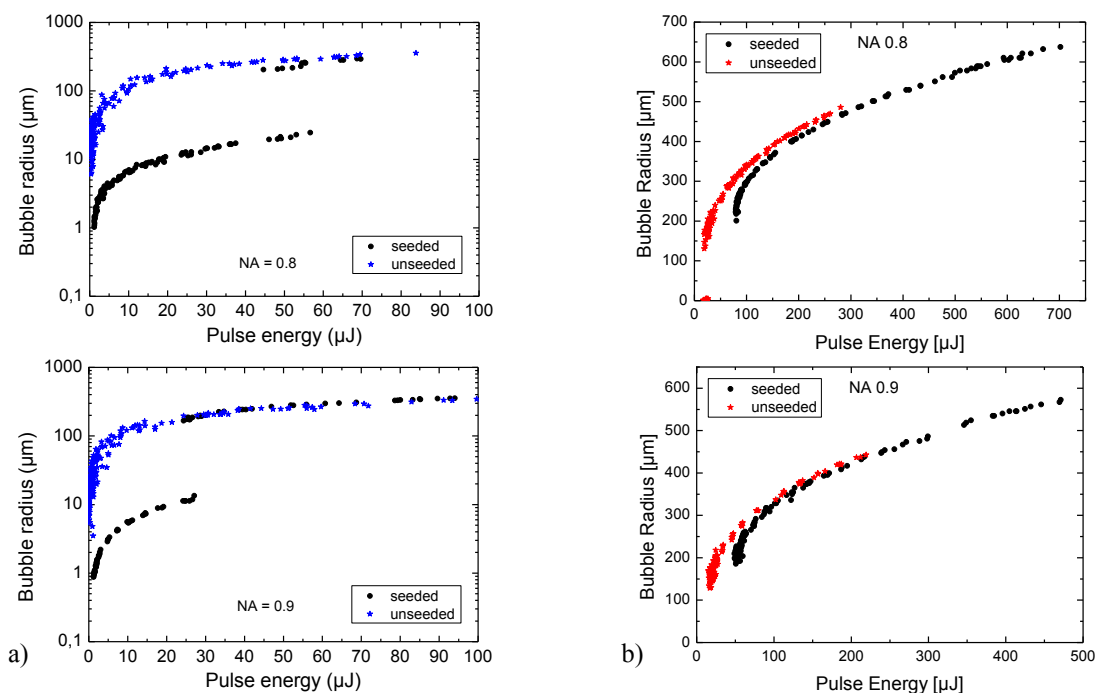 1000
100
10
1
0,1
Bubble radius (µm)
0 10 20 30 40 50 60 70 80 90 100
Pulse energy (µJ)
seeded
unseeded
NA = 0.8
1000
100
10
1
0,1
Bubble radius (µm)
0 10 20 30 40 50 60 70 80 90 100
Pulse energy (µJ)
seeded
unseeded
NA = 0.9
a)
700
600
500
400
300
200
100
0
Bubble Radius [µm]
0 100 200 300 400 500 600 700
Pulse Energy [µJ]
seeded
unseeded
NA 0.8
600
500
400
300
200
100
0
Bubble Radius [µm]
0 100 200 300 400 500
Pulse Energy [µJ]
seeded
unseeded
NA 0.9
b)